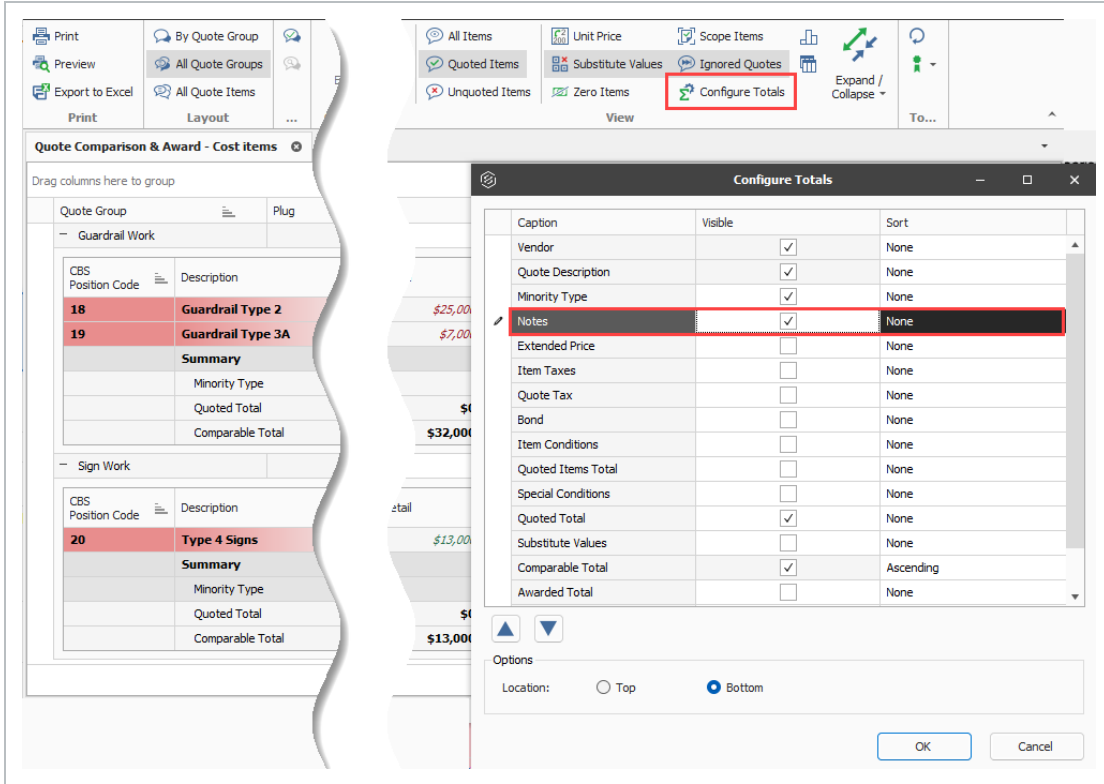 Print
By Quote Group
All Items
Unit Price
Scope Items
Preview
All Quote Groups
Quoted Items
Substitute Values
Ignored Quotes
Expand /
Collapse
Export to Excel
All Quote Items
Unquoted Items
Zero Items
Configure Totals
Print
Layout
...
View
To...
Quote Comparison & Award - Cost items
Drag columns here to group
Quote Group
Plug
Guardrail Work
CBS
Position Code
Description
18
Guardrail Type 2
$25,00
19
Guardrail Type 3A
$7,00
Summary
Minority Type
Quoted Total
$0
Comparable Total
$32,000
Sign Work
CBS
Position Code
Description
etail
20
Type 4 Signs
$13,00
Summary
Minority Type
Quoted Total
$0
Comparable Total
$13,000
Configure Totals
Caption Visible Sort
Vendor None
Quote Description None
Minority Type None
Notes None
Extended Price None
Item Taxes None
Quote Tax None
Bond None
Item Conditions None
Quoted Items Total None
Special Conditions None
Quoted Total None
Substitute Values None
Comparable Total Ascending
Awarded Total None
Options
Location: Top Bottom
OK Cancel